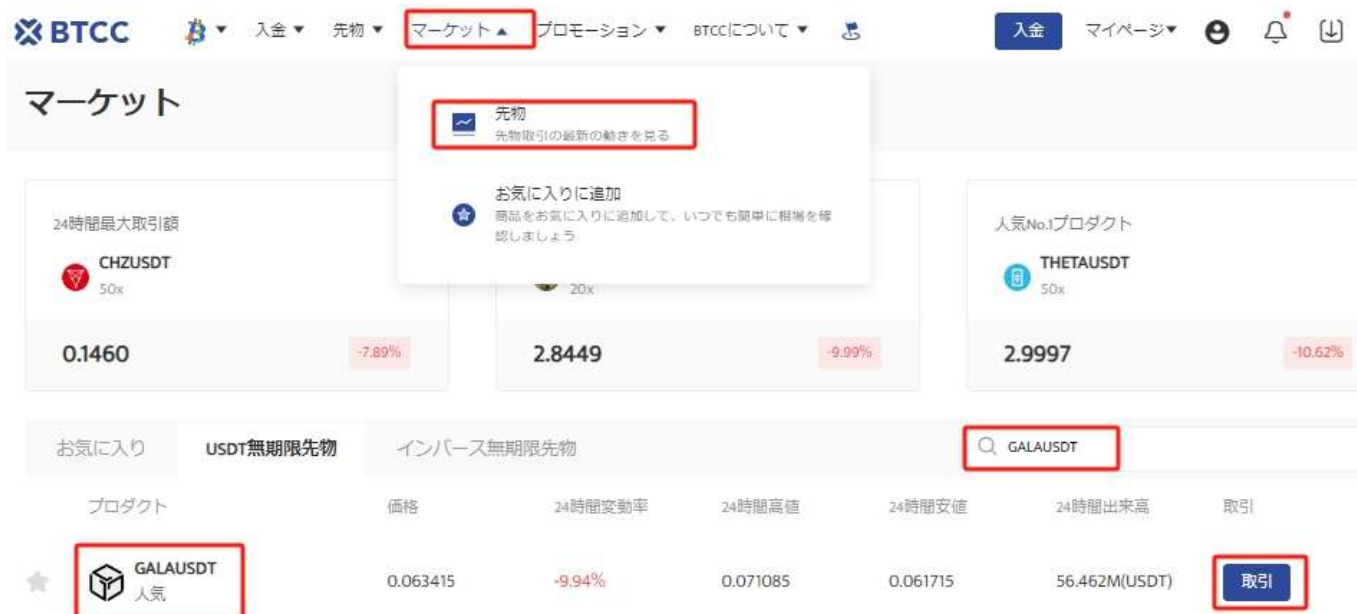 BTCC
入金
先物
マーケット
プロモーション
BTCCについて
入金
マイページ
マーケット
先物
先物取引の最新の動きを見る
お気に入りに追加
商品をお気に入りに追加して、いつでも簡単に相場を確
認しましょう
24時間最大取引額
CHZUSDT
50x
0.1460
-7.89%
20x
2.8449
-9.99%
人気No.1プロダクト
THETAUSDT
50x
2.9997
-10.62%
お気に入り
USDT無期限先物
インバース無期限先物
GALAUSDT
プロダクト
価格
24時間変動率
24時間高値
24時間安値
24時間出来高
取引
GALAUSDT
人気
0.063415
-9.94%
0.071085
0.061715
56.462M(USDT)
取引